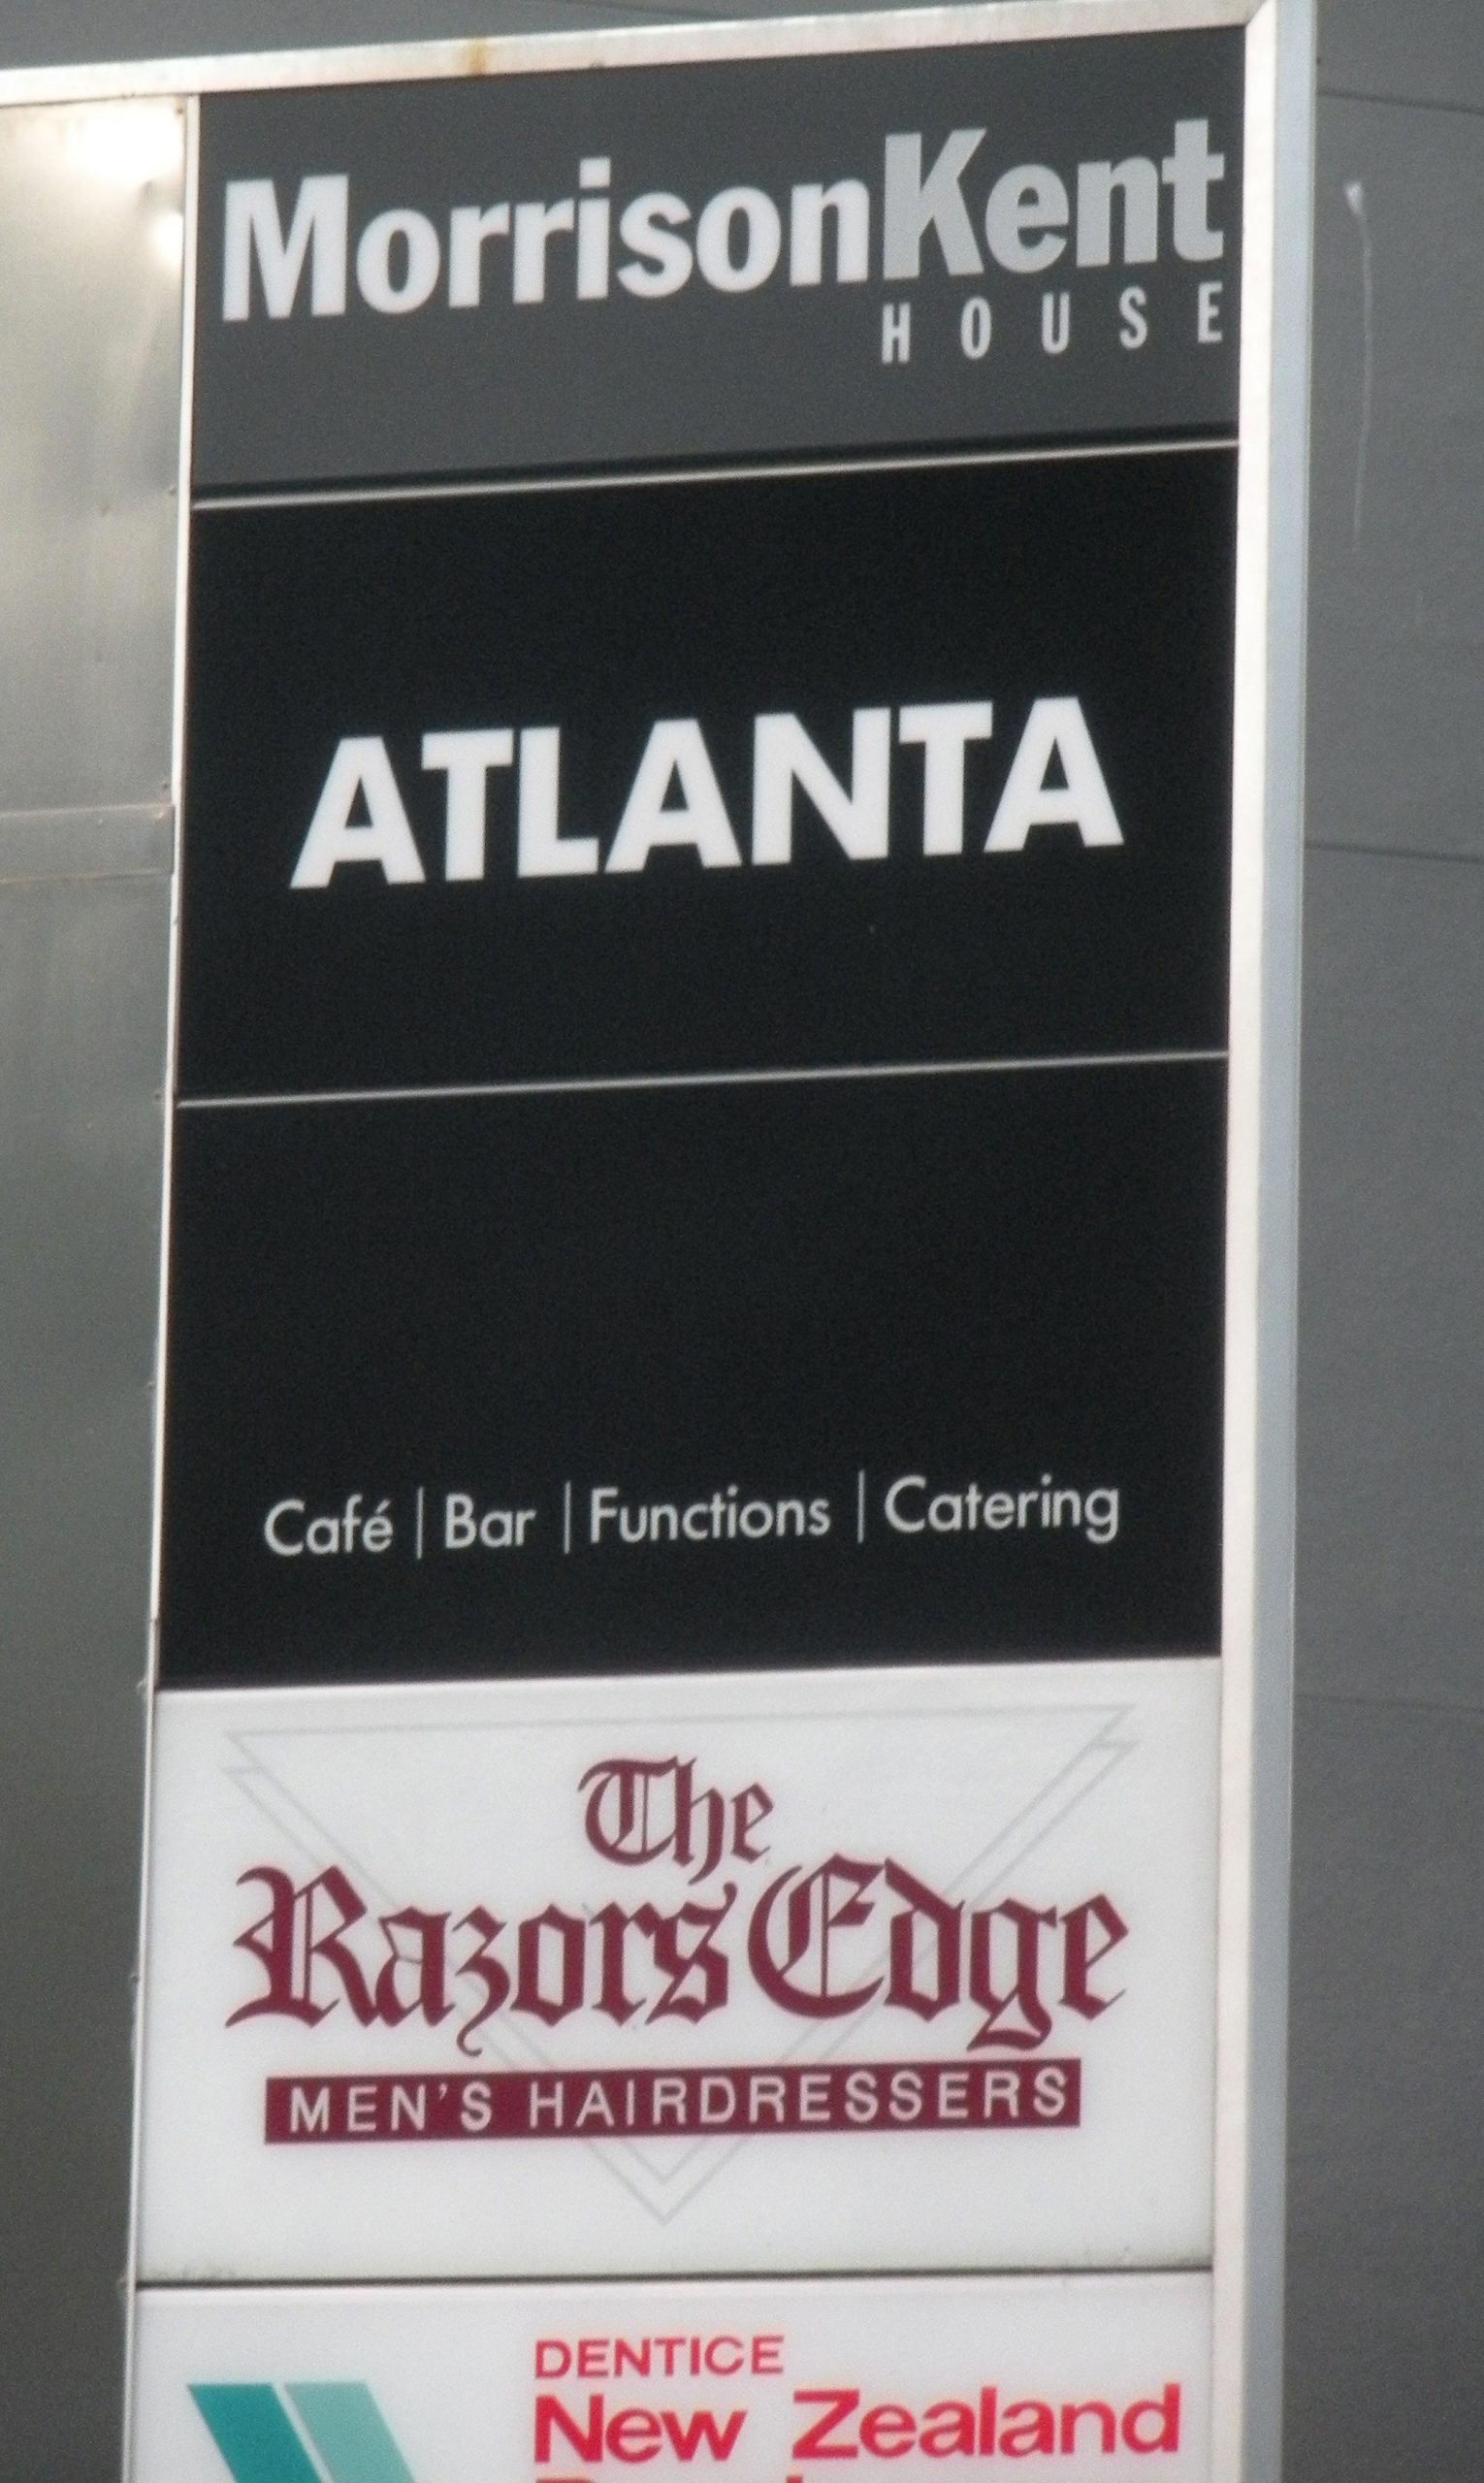 MorrisonKent
HOUSE
ATLANTA
Café | Bar | Functions | Catering
The
Razors Edge
MEN'S HAIRDRESSERS
DENTICE
New Zealand